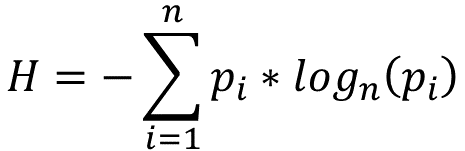 H = − ∑_{i=1}^{n} p_i * log_n(p_i)